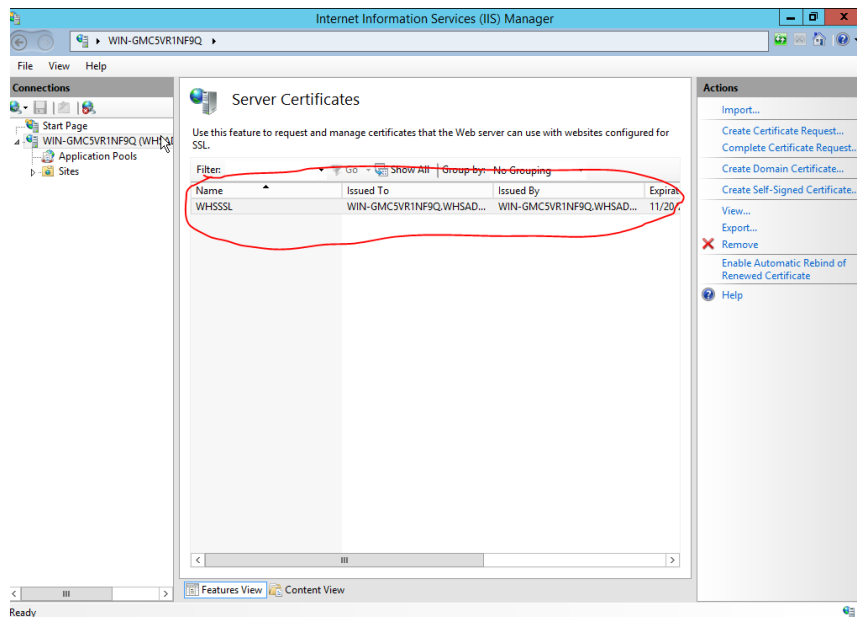 Internet Information Services (IIS) Manager
WIN-GMC5VR1NF9Q
File View Help
Connections
Start Page
WIN-GMC5VR1NF9Q (WHSAD
Application Pools
Sites
Server Certificates
Use this feature to request and manage certificates that the Web server can use with websites configured for
SSL.
Filter: Go Show All Group by: No Grouping
Name Issued To Issued By Expirat
WHSSSL WIN-GMC5VR1NF9Q.WHSAD... WIN-GMC5VR1NF9Q.WHSAD... 11/20/
Features View Content View
Actions
Import...
Create Certificate Request...
Complete Certificate Request...
Create Domain Certificate...
Create Self-Signed Certificate...
View...
Export...
Remove
Enable Automatic Rebind of
Renewed Certificate
Help
Ready